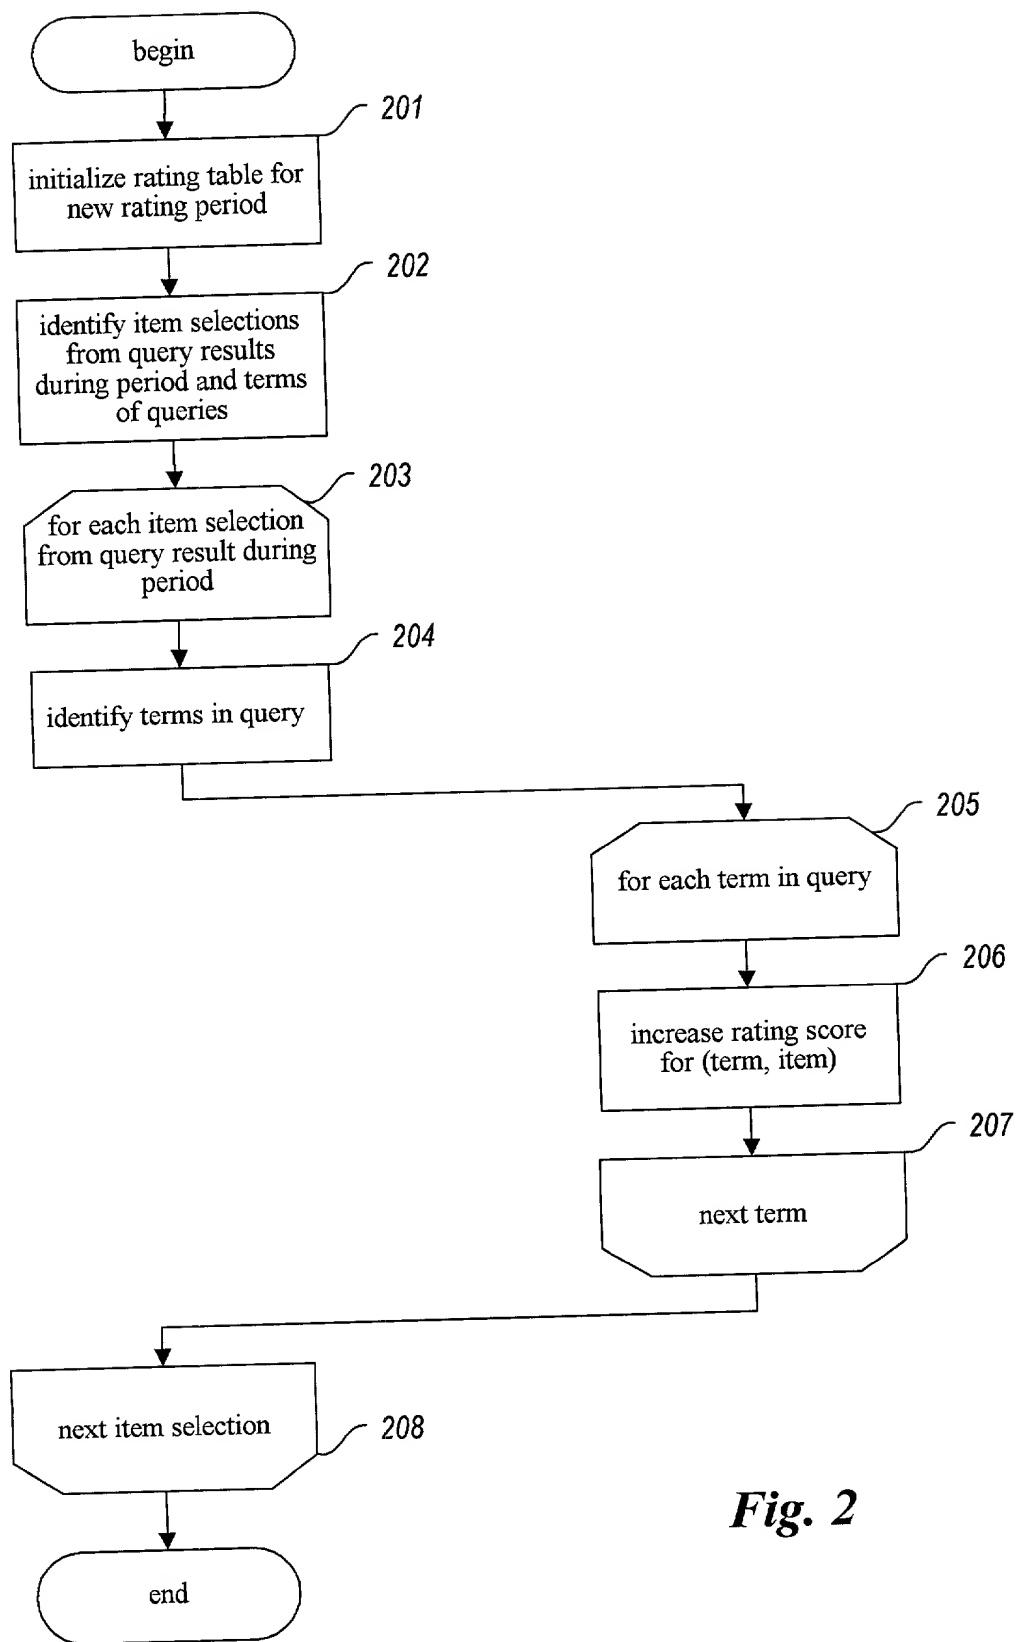 begin
201
initialize rating table for
new rating period
202
identify item selections
from query results
during period and terms
of queries
203
for each item selection
from query result during
period
204
identify terms in query
205
for each term in query
206
increase rating score
for (term, item)
207
next term
next item selection
208
end
Fig. 2